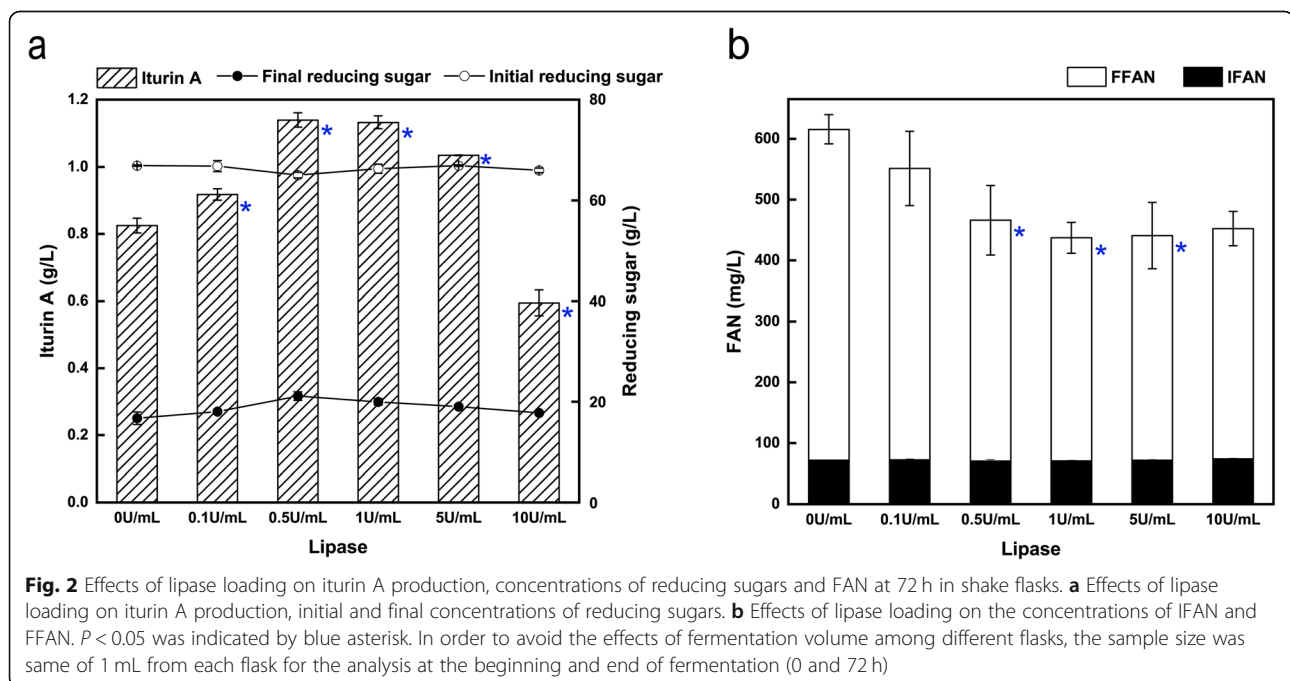 a
Iturin A Final reducing sugar Initial reducing sugar
1.2
1.0
0.8
0.6
0.4
0.2
0.0
Iturin A (g/L)
80
60
40
20
0
Reducing sugar (g/L)
* * * * *
0U/mL 0.1U/mL 0.5U/mL 1U/mL 5U/mL 10U/mL
Lipase
b
FFAN IFAN
600
500
400
300
200
100
0
FAN (mg/L)
* * *
0U/mL 0.1U/mL 0.5U/mL 1U/mL 5U/mL 10U/mL
Lipase
Fig. 2 Effects of lipase loading on iturin A production, concentrations of reducing sugars and FAN at 72 h in shake flasks. a Effects of lipase
loading on iturin A production, initial and final concentrations of reducing sugars. b Effects of lipase loading on the concentrations of IFAN and
FFAN. P < 0.05 was indicated by blue asterisk. In order to avoid the effects of fermentation volume among different flasks, the sample size was
same of 1 mL from each flask for the analysis at the beginning and end of fermentation (0 and 72 h)